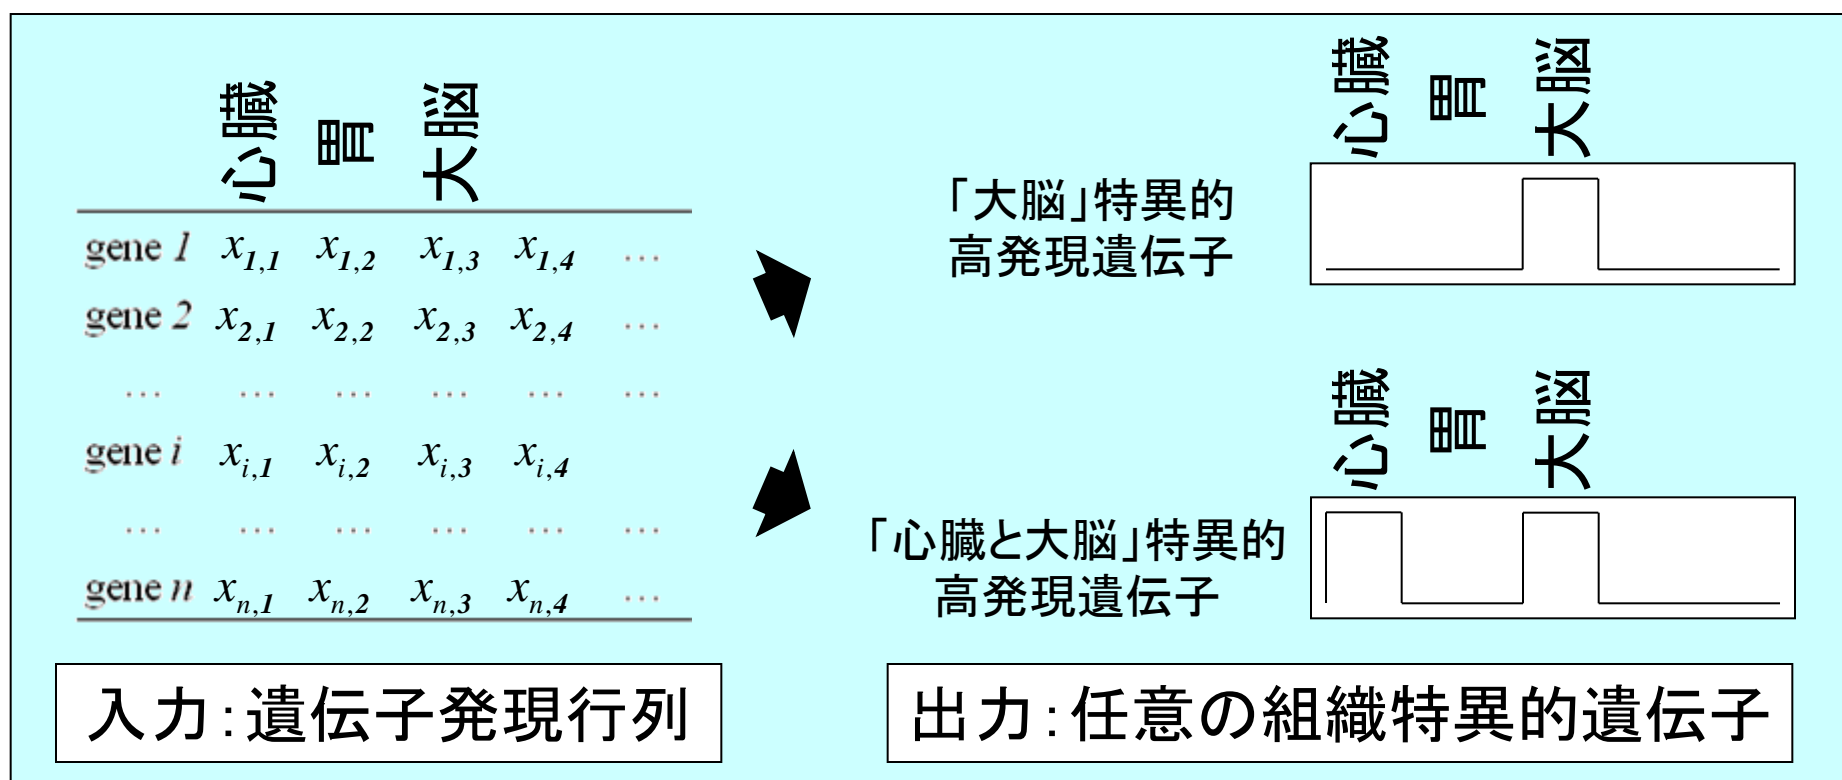 心臓 胃 大脳
gene 1 x1,1 x1,2 x1,3 x1,4 …
gene 2 x2,1 x2,2 x2,3 x2,4 …
… … … … … …
gene i xi,1 xi,2 xi,3 xi,4
… … … … … …
gene n xn,1 xn,2 xn,3 xn,4 …
入力:遺伝子発現行列
心臓 胃 大脳
「大脳」特異的
高発現遺伝子
心臓 胃 大脳
「心臓と大脳」特異的
高発現遺伝子
出力:任意の組織特異的遺伝子